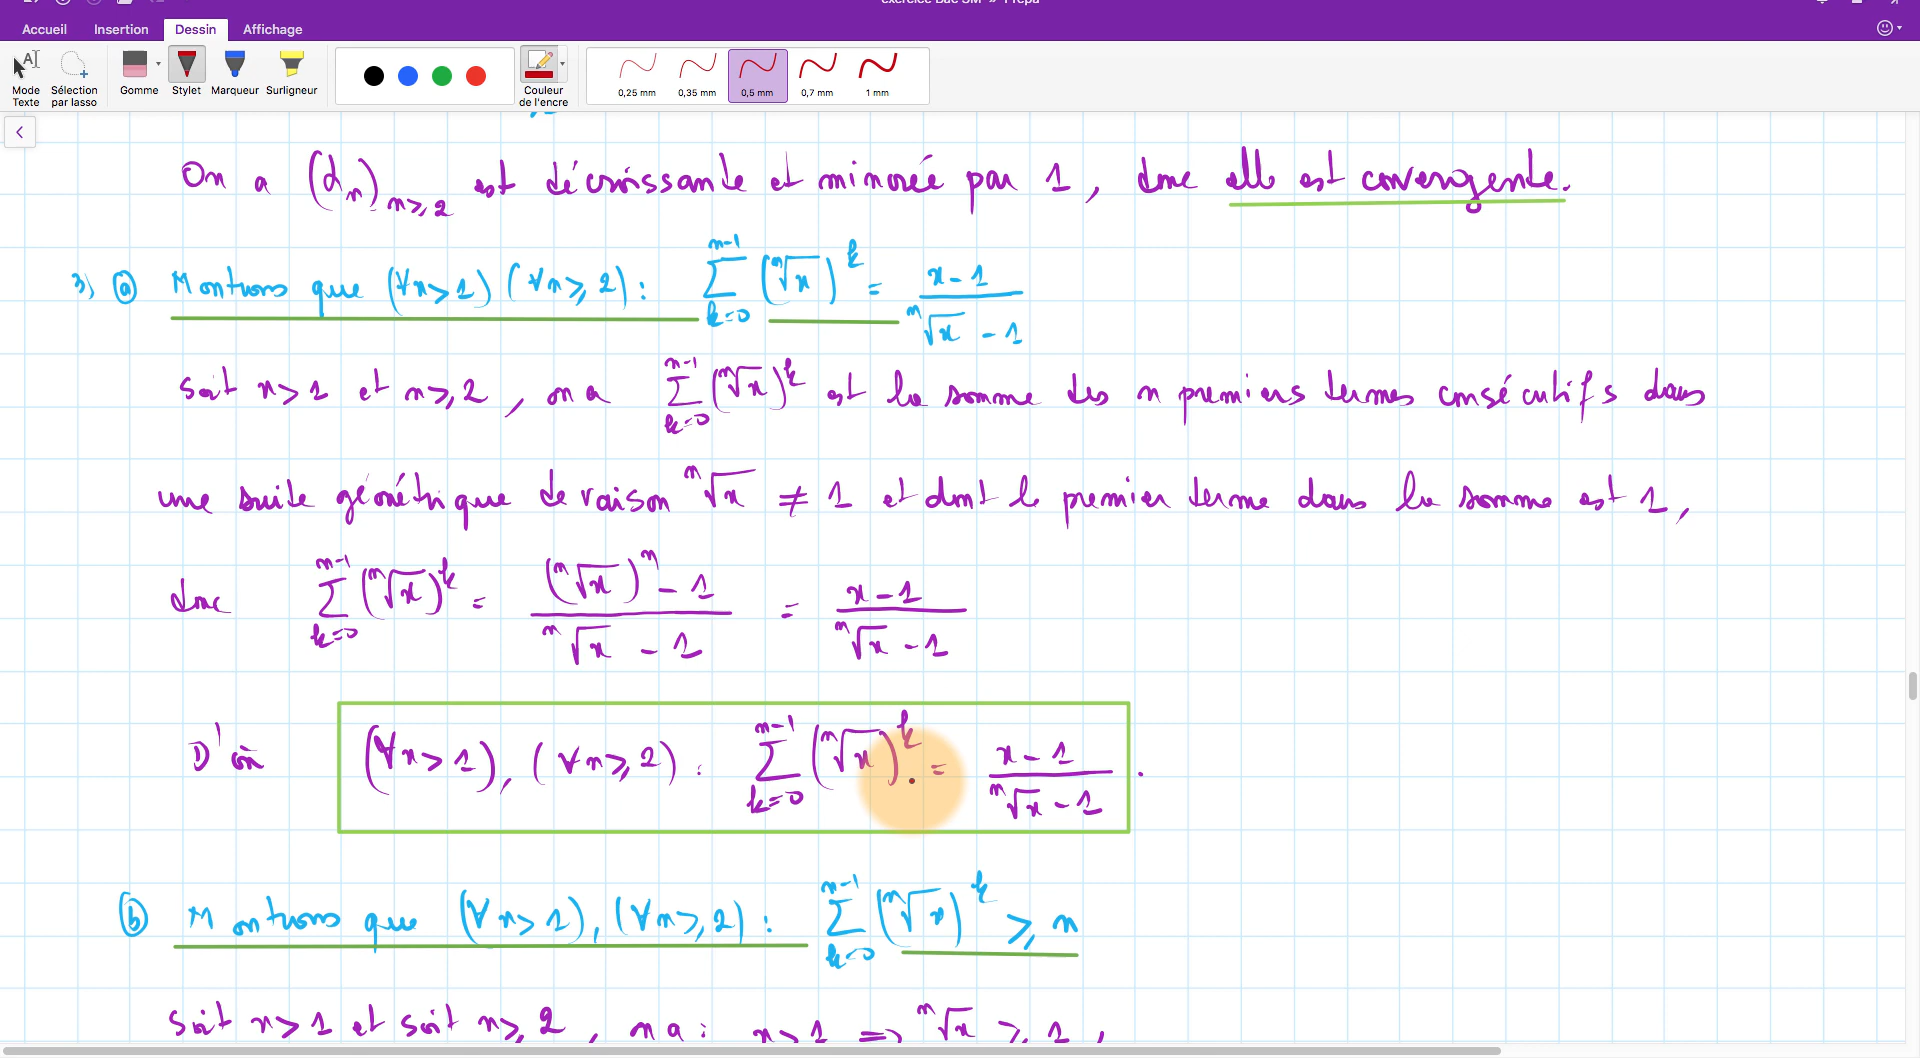 Accueil Insertion Dessin Affichage
Mode Texte Sélection par lasso Gomme Stylet Marqueur Surligneur Couleur de l'encre 0,25 mm 0,35 mm 0,5 mm 0,7 mm 1 mm
On a (αₙ)ₙ≥₂ est décroissante et minorée par 1, donc elle est convergente.
3) ⓐ Montrons que (∀x>1)(∀n≥2): ∑_{k=0}^{n-1} (ⁿ√x)^k = (x-1)/(ⁿ√x - 1)
Soit x>1 et n≥2, on a ∑_{k=0}^{n-1} (ⁿ√x)^k est la somme des n premiers termes consécutifs dans
une suite géométrique de raison ⁿ√x ≠ 1 et dont le premier terme dans la somme est 1,
donc ∑_{k=0}^{n-1} (ⁿ√x)^k = ((ⁿ√x)^n - 1)/(ⁿ√x - 1) = (x-1)/(ⁿ√x - 1)
D'où (∀x>1), (∀n≥2): ∑_{k=0}^{n-1} (ⁿ√x)^k = (x-1)/(ⁿ√x - 1).
ⓑ Montrons que (∀x>1), (∀n≥2): ∑_{k=0}^{n-1} (ⁿ√x)^k ≥ n
Soit x>1 et soit n≥2, on a: x>1 ⟹ ⁿ√x ≥ 1,